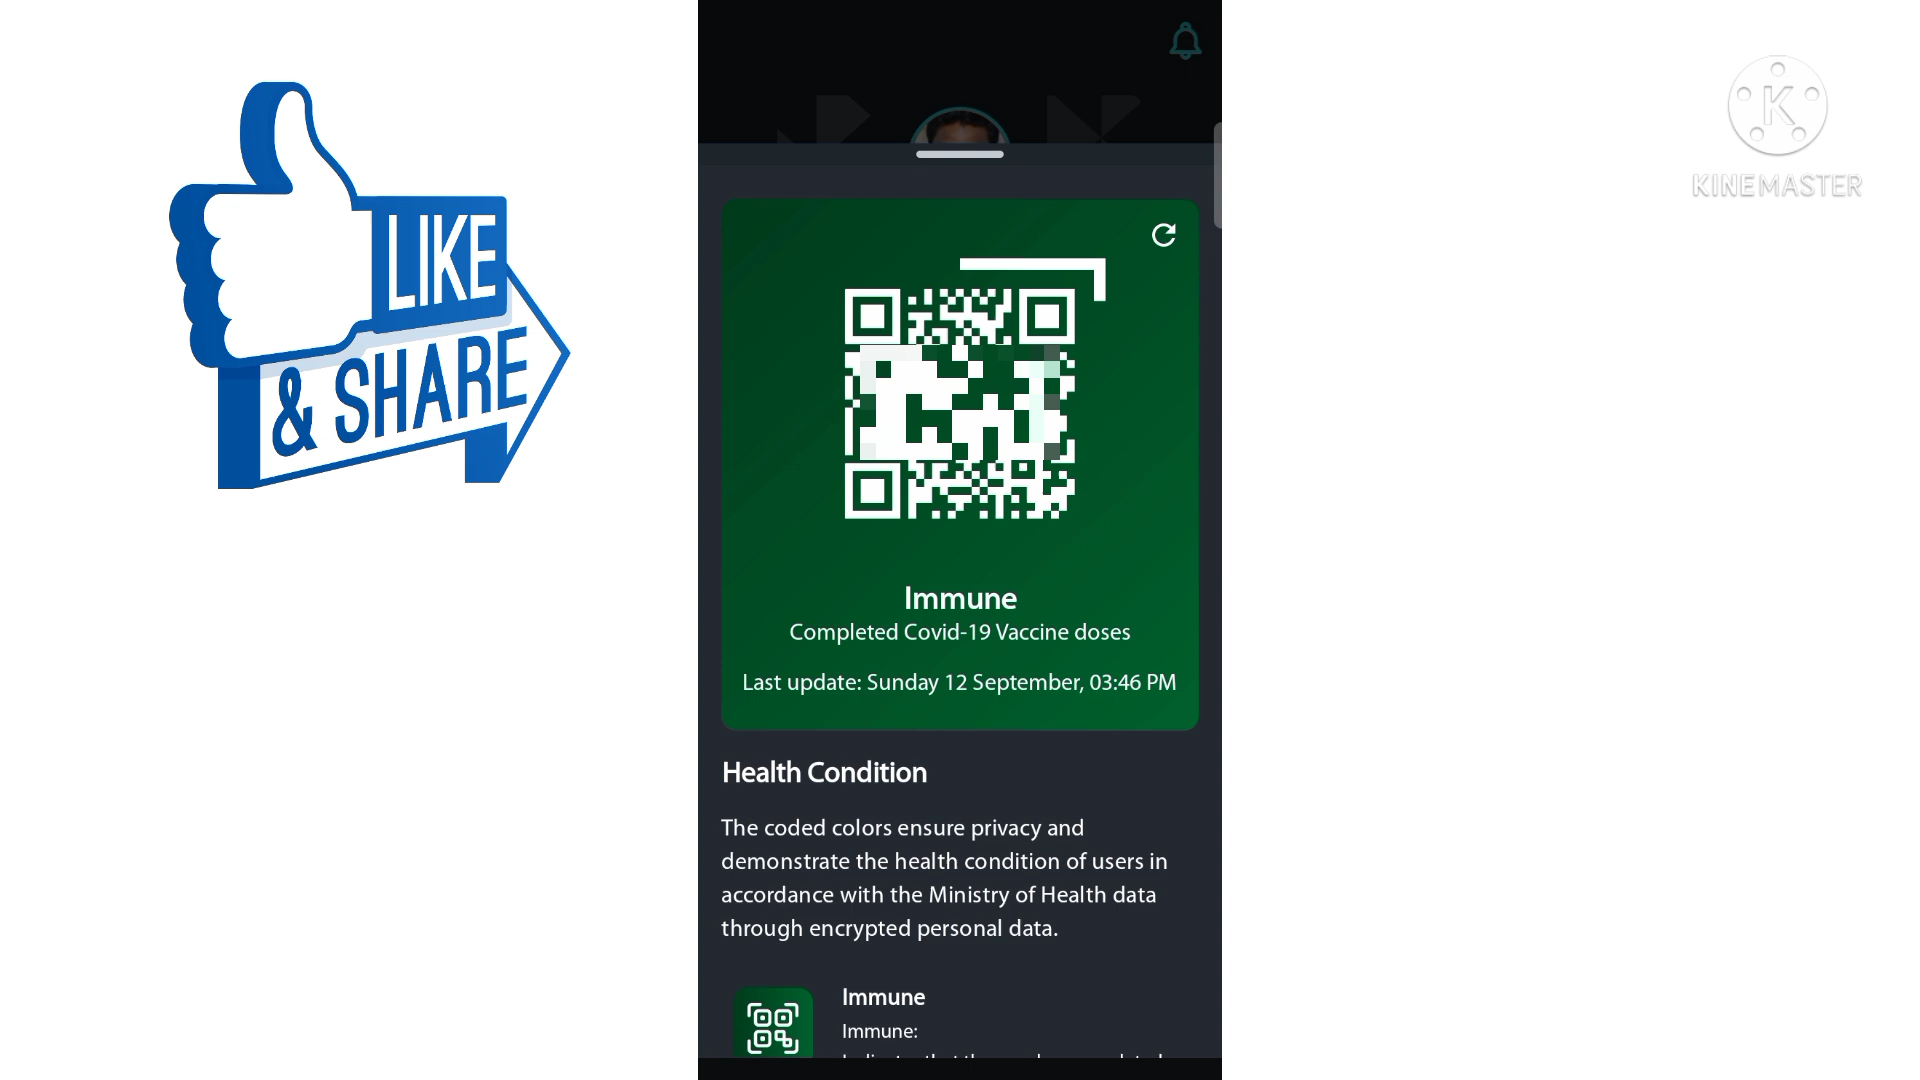 LIKE
& SHARE
K
KINEMASTER
Immune
Completed Covid-19 Vaccine doses
Last update: Sunday 12 September, 03:46 PM
Health Condition
The coded colors ensure privacy and
demonstrate the health condition of users in
accordance with the Ministry of Health data
through encrypted personal data.
Immune
Immune: